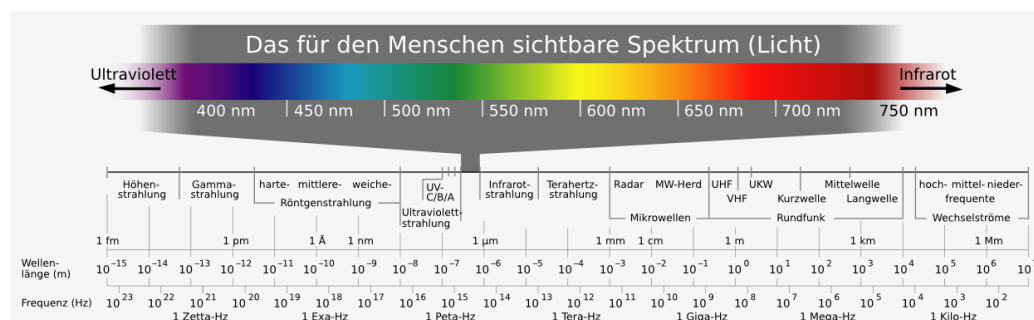 Das für den Menschen sichtbare Spektrum (Licht)
Ultraviolett
Infrarot
400 nm 450 nm 500 nm 550 nm 600 nm 650 nm 700 nm 750 nm
Höhen-
strahlung
Gamma-
strahlung
harte- mittlere- weiche-
Röntgenstrahlung
UV-
C/B/A
Ultraviolett-
strahlung
Infrarot-
strahlung
Terahertz-
strahlung
Radar MW-Herd
Mikrowellen
UHF UKW Mittelwelle
VHF Kurzwelle Langwelle
Rundfunk
hoch- mittel- nieder-
frequente
Wechselströme
1 fm 1 pm 1 Å 1 nm 1 µm 1 mm 1 cm 1 m 1 km 1 Mm
Wellen-
länge (m)
10⁻¹⁵ 10⁻¹⁴ 10⁻¹³ 10⁻¹² 10⁻¹¹ 10⁻¹⁰ 10⁻⁹ 10⁻⁸ 10⁻⁷ 10⁻⁶ 10⁻⁵ 10⁻⁴ 10⁻³ 10⁻² 10⁻¹ 10⁰ 10¹ 10² 10³ 10⁴ 10⁵ 10⁶ 10⁷
Frequenz (Hz) 10²³ 10²² 10²¹ 10²⁰ 10¹⁹ 10¹⁸ 10¹⁷ 10¹⁶ 10¹⁵ 10¹⁴ 10¹³ 10¹² 10¹¹ 10¹⁰ 10⁹ 10⁸ 10⁷ 10⁶ 10⁵ 10⁴ 10³ 10²
1 Zetta-Hz 1 Exa-Hz 1 Peta-Hz 1 Tera-Hz 1 Giga-Hz 1 Mega-Hz 1 Kilo-Hz